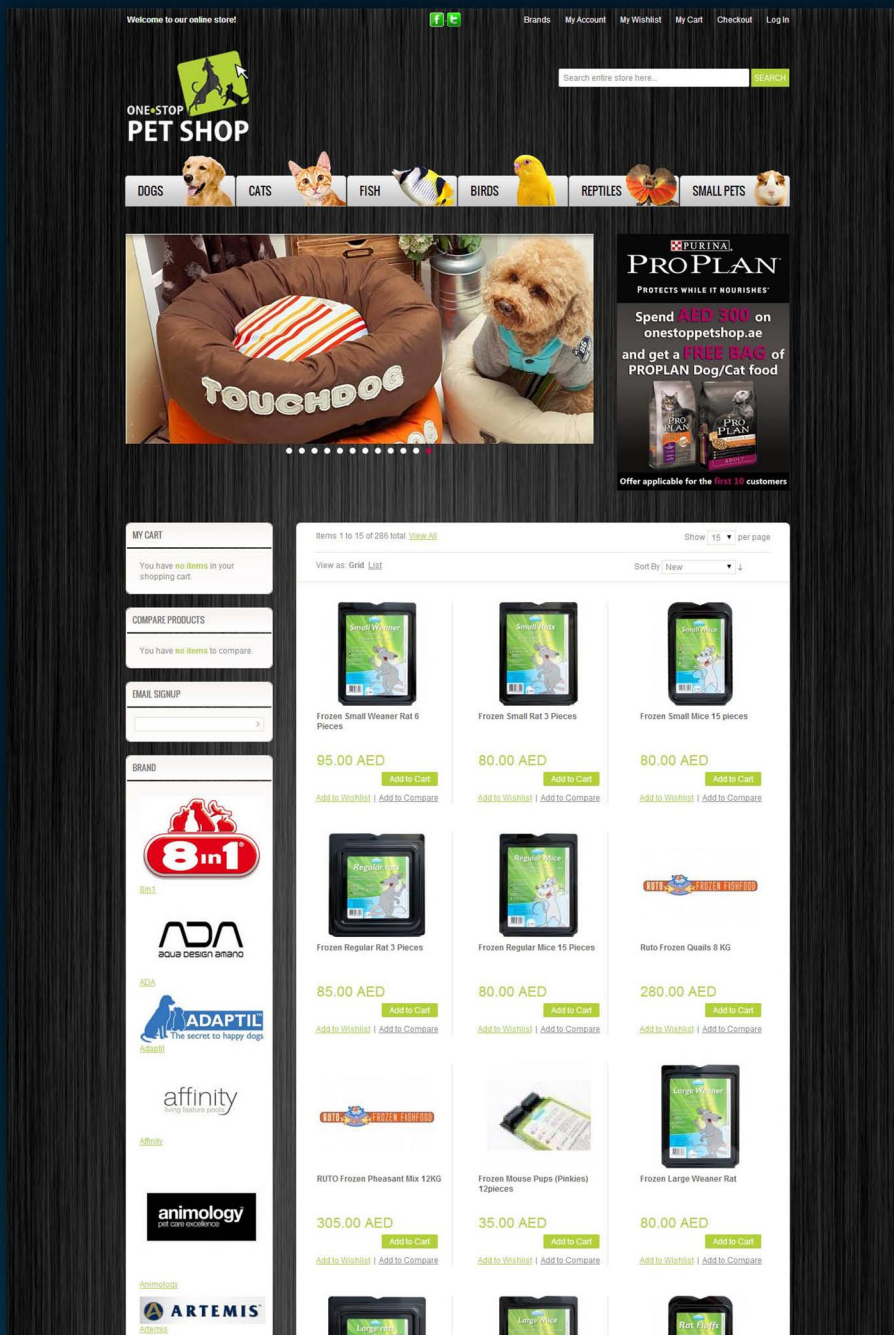 Welcome to our online store!
Brands My Account My Wishlist My Cart Checkout Log In
ONE•STOP
PET SHOP
Search entire store here...
SEARCH
DOGS
CATS
FISH
BIRDS
REPTILES
SMALL PETS
TOUCHDOG
PURINA
PROPLAN
PROTECTS WHILE IT NOURISHES
Spend AED 300 on
onestoppetshop.ae
and get a FREE BAG of
PROPLAN Dog/Cat food
PRO
PLAN
PRO
PLAN
ADULT
Offer applicable for the first 10 customers
MY CART
You have no items in your
shopping cart.
COMPARE PRODUCTS
You have no items to compare.
EMAIL SIGNUP
BRAND
8in1
8in1
ADA
aqua design amano
ADA
ADAPTIL™
The secret to happy dogs
Adaptil
affinity
living feature pools
Affinity
animology
pet care excellence
Animology
ARTEMIS
Artemis
Items 1 to 15 of 286 total View All
Show 15 per page
View as: Grid List
Sort By New
Small Weaner
Frozen Small Weaner Rat 6
Pieces
95.00 AED
Add to Cart
Add to Wishlist | Add to Compare
Small Rats
Frozen Small Rat 3 Pieces
80.00 AED
Add to Cart
Add to Wishlist | Add to Compare
Small Mice
Frozen Small Mice 15 pieces
80.00 AED
Add to Cart
Add to Wishlist | Add to Compare
Regular rats
Frozen Regular Rat 3 Pieces
85.00 AED
Add to Cart
Add to Wishlist | Add to Compare
Regular Mice
Frozen Regular Mice 15 Pieces
80.00 AED
Add to Cart
Add to Wishlist | Add to Compare
RUTO FROZEN FISHFOOD
Ruto Frozen Quails 8 KG
280.00 AED
Add to Cart
Add to Wishlist | Add to Compare
RUTO FROZEN FISHFOOD
RUTO Frozen Pheasant Mix 12KG
305.00 AED
Add to Cart
Add to Wishlist | Add to Compare
Frozen Mouse Pups (Pinkies)
12pieces
35.00 AED
Add to Cart
Add to Wishlist | Add to Compare
Large Weaner
Frozen Large Weaner Rat
80.00 AED
Add to Cart
Add to Wishlist | Add to Compare
Large rats
Large Mice
Rat Fluffs